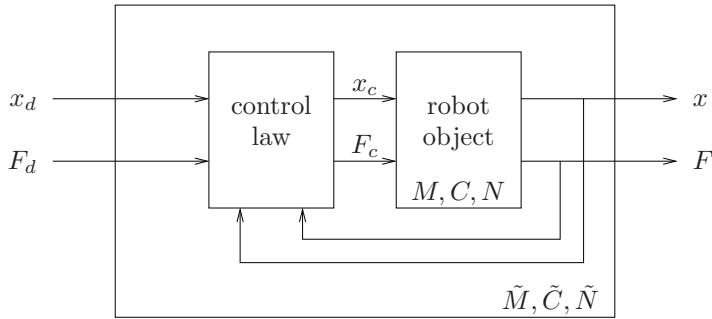 x_d
F_d
control
law
x_c
F_c
robot
object
M, C, N
x
F
M̃, C̃, Ñ